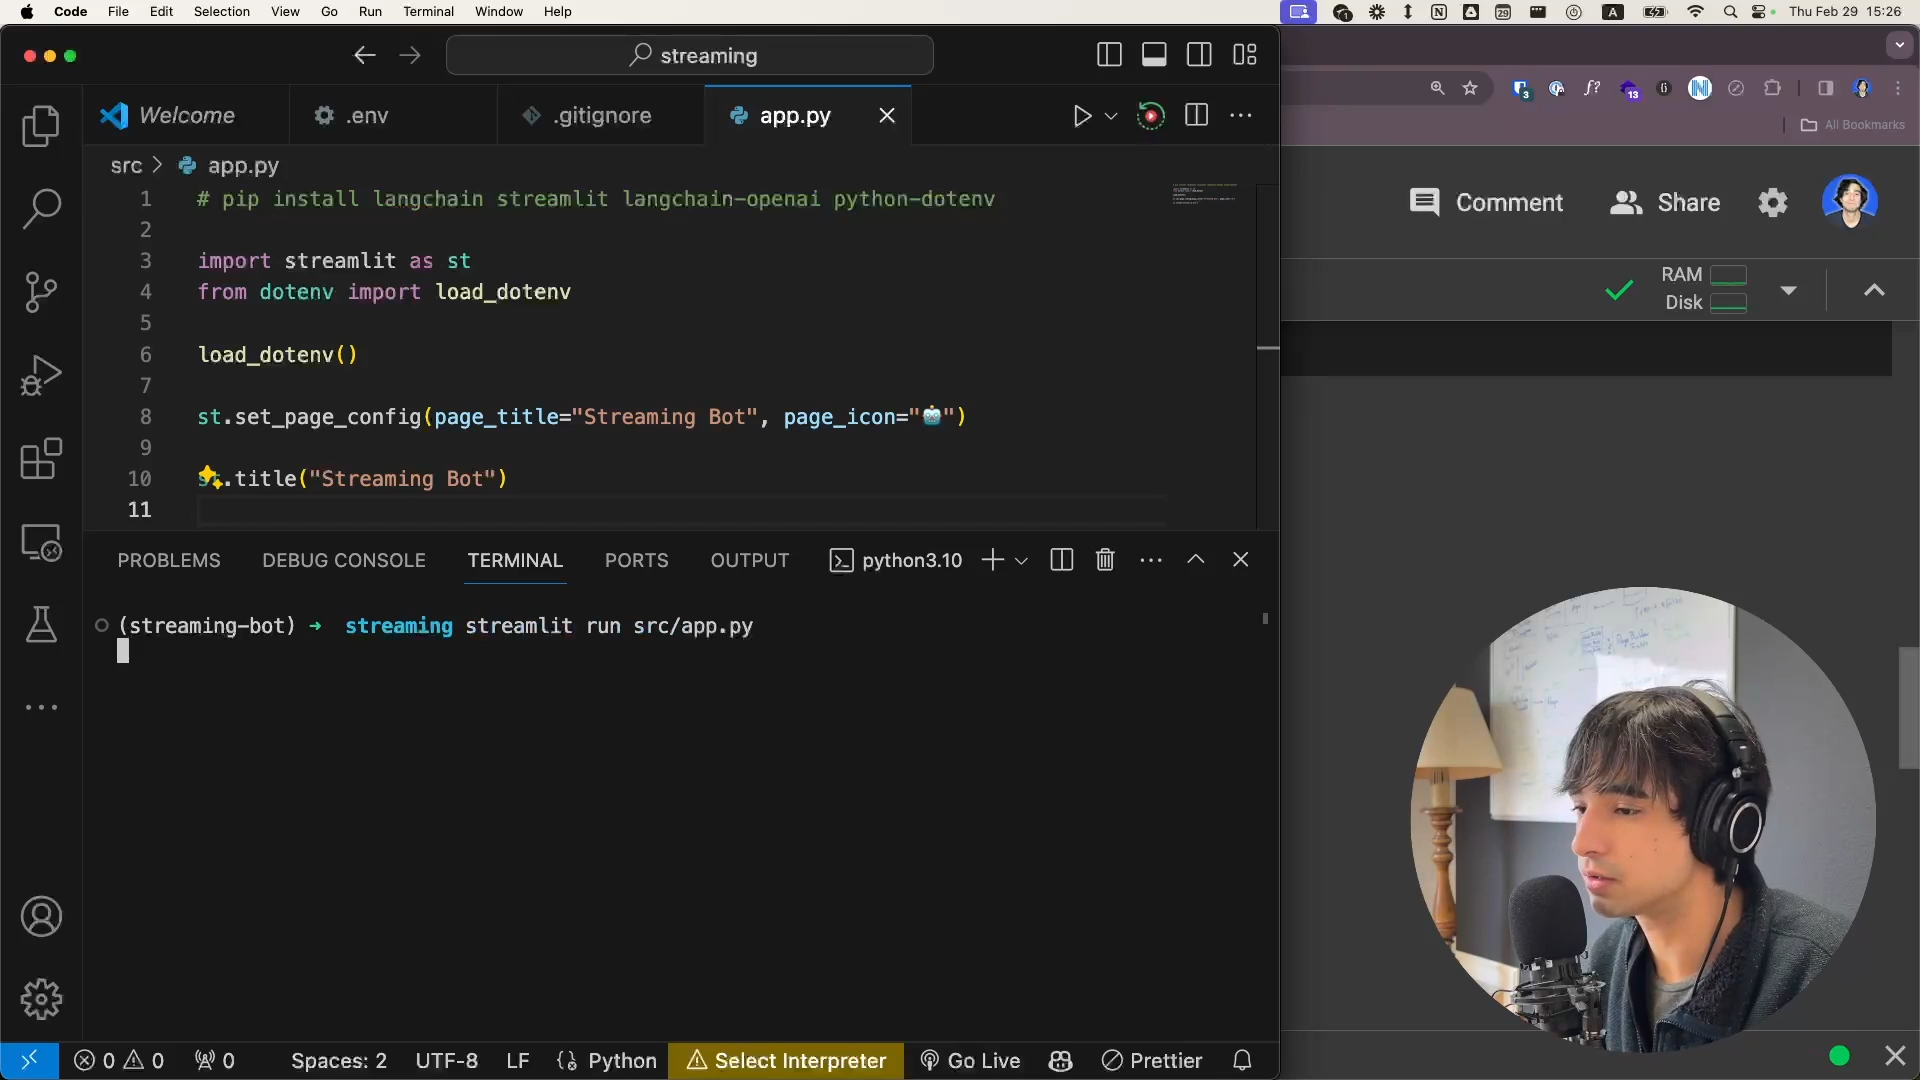 Code File Edit Selection View Go Run Terminal Window Help
Thu Feb 29 15:26
streaming
Welcome
.env
.gitignore
app.py
src > app.py
1 # pip install langchain streamlit langchain-openai python-dotenv
2
3 import streamlit as st
4 from dotenv import load_dotenv
5
6 load_dotenv()
7
8 st.set_page_config(page_title="Streaming Bot", page_icon="🤖")
9
10 st.title("Streaming Bot")
11
PROBLEMS DEBUG CONSOLE TERMINAL PORTS OUTPUT python3.10
(streaming-bot) → streaming streamlit run src/app.py
0 0 0 Spaces: 2 UTF-8 LF Python Select Interpreter Go Live Prettier
3
13
All Bookmarks
Comment Share
RAM
Disk